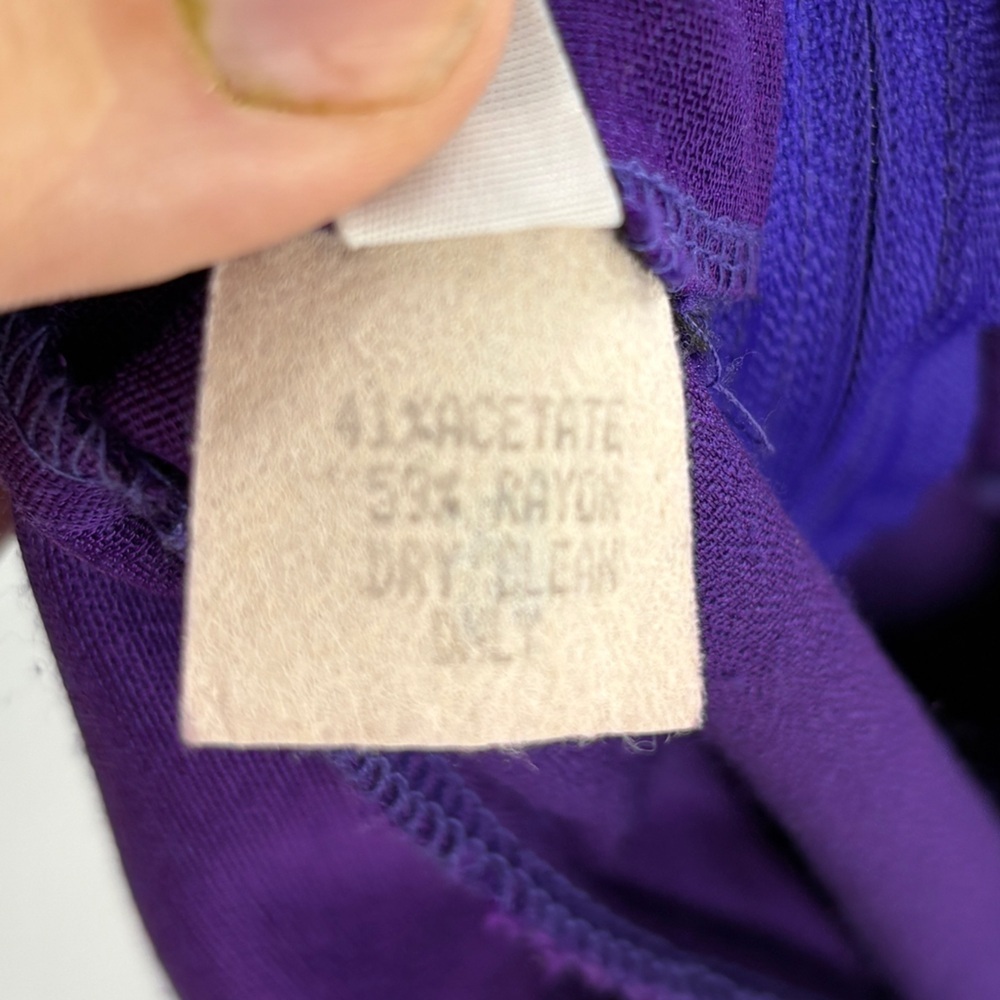 41%ACETATE
59% RAYON
DRY CLEAN
ONLY